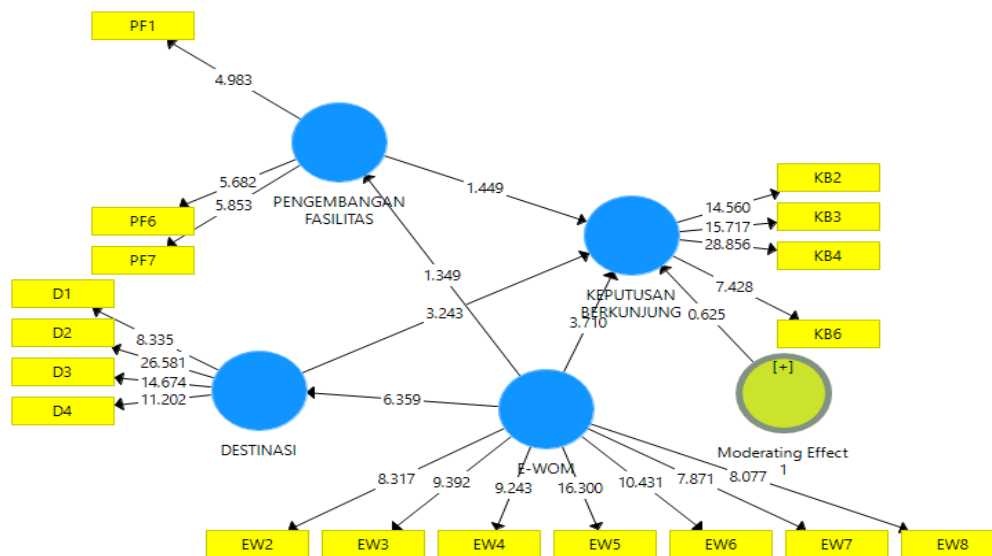 PF1
4.983
5.682
5.853
PENGEMBANGAN
FASILITAS
PF6
PF7
1.449
KB2
14.560
KB3
15.717
KB4
28.856
KEPUTUSAN
BERKUNJUNG
7.428
KB6
1.349
3.243
3.710
0.625
D1
D2
D3
D4
8.335
26.581
14.674
11.202
DESTINASI
6.359
[+]
Moderating Effect
1
E-WOM
8.317
9.392
9.243
16.300
10.431
7.871
8.077
EW2
EW3
EW4
EW5
EW6
EW7
EW8